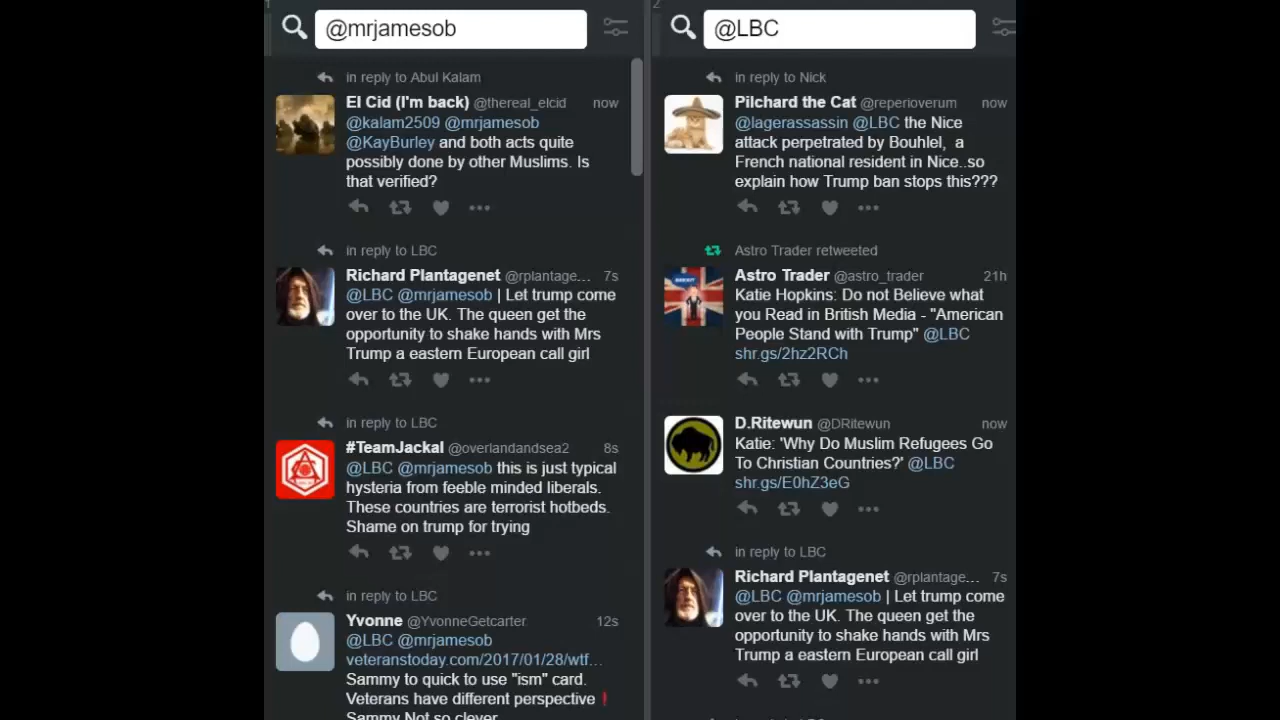 1
@mrjamesob
in reply to Abul Kalam
El Cid (I'm back) @thereal_elcid now
@kalam2509 @mrjamesob
@KayBurley and both acts quite
possibly done by other Muslims. Is
that verified?
in reply to LBC
Richard Plantagenet @rplantage... 7s
@LBC @mrjamesob | Let trump come
over to the UK. The queen get the
opportunity to shake hands with Mrs
Trump a eastern European call girl
in reply to LBC
#TeamJackal @overlandandsea2 8s
@LBC @mrjamesob this is just typical
hysteria from feeble minded liberals.
These countries are terrorist hotbeds.
Shame on trump for trying
in reply to LBC
Yvonne @YvonneGetcarter 12s
@LBC @mrjamesob
veteranstoday.com/2017/01/28/wtf...
Sammy to quick to use "ism" card.
Veterans have different perspective❗
Sammy Not so clever
2
@LBC
in reply to Nick
Pilchard the Cat @reperioverum now
@lagerassassin @LBC the Nice
attack perpetrated by Bouhlel, a
French national resident in Nice..so
explain how Trump ban stops this???
Astro Trader retweeted
Astro Trader @astro_trader 21h
Katie Hopkins: Do not Believe what
you Read in British Media - "American
People Stand with Trump" @LBC
shr.gs/2hz2RCh
D.Ritewun @DRitewun now
Katie: 'Why Do Muslim Refugees Go
To Christian Countries?' @LBC
shr.gs/E0hZ3eG
in reply to LBC
Richard Plantagenet @rplantage... 7s
@LBC @mrjamesob | Let trump come
over to the UK. The queen get the
opportunity to shake hands with Mrs
Trump a eastern European call girl